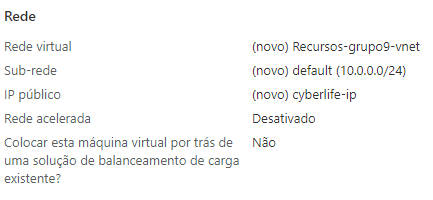 Rede
Rede virtual (novo) Recursos-grupo9-vnet
Sub-rede (novo) default (10.0.0.0/24)
IP público (novo) cyberlife-ip
Rede acelerada Desativado
Colocar esta máquina virtual por trás de Não
uma solução de balanceamento de carga
existente?